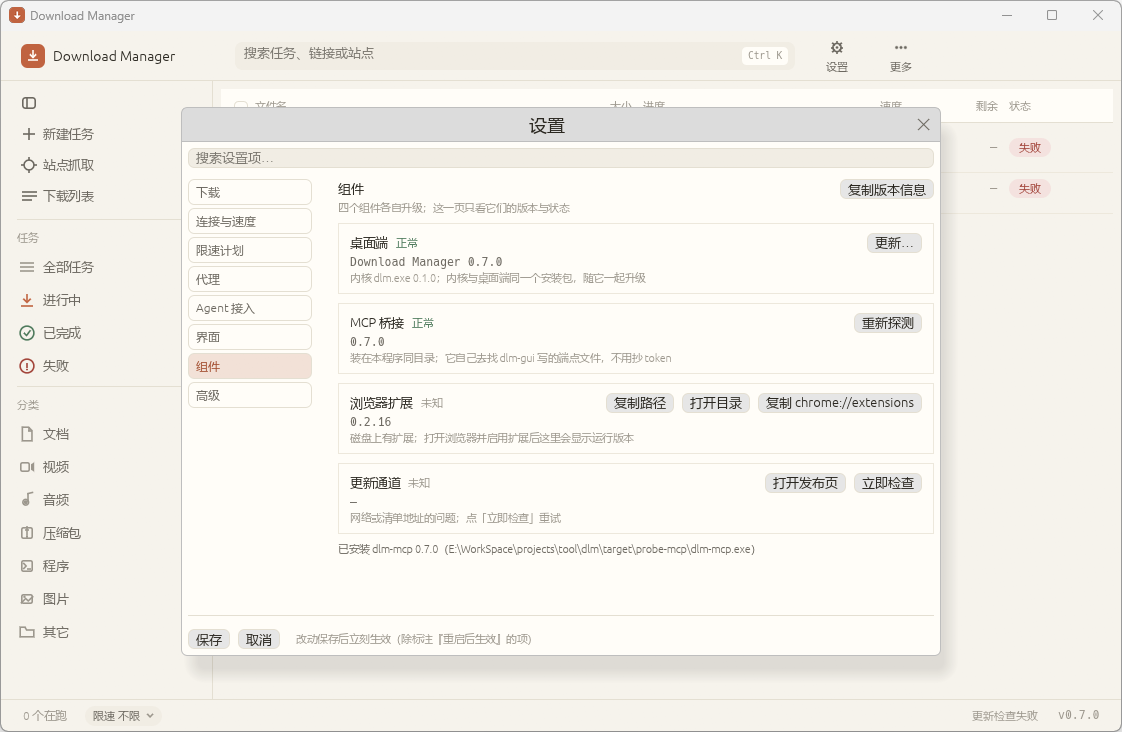 Download Manager
Download Manager
搜索任务、链接或站点
Ctrl K
设置
更多
新建任务
站点抓取
下载列表
任务
全部任务
进行中
已完成
失败
分类
文档
视频
音频
压缩包
程序
图片
其它
文件名
大小
进度
速度
剩余
状态
—
失败
—
失败
设置
搜索设置项…
下载
连接与速度
限速计划
代理
Agent 接入
界面
组件
高级
组件
复制版本信息
四个组件各自升级；这一页只看它们的版本与状态
桌面端 正常
更新…
Download Manager 0.7.0
内核 dlm.exe 0.1.0；内核与桌面端同一个安装包，随它一起升级
MCP 桥接 正常
重新探测
0.7.0
装在本程序同目录；它自己去找 dlm-gui 写的端点文件，不用抄 token
浏览器扩展 未知
复制路径
打开目录
复制 chrome://extensions
0.2.16
磁盘上有扩展；打开浏览器并启用扩展后这里会显示运行版本
更新通道 未知
打开发布页
立即检查
—
网络或清单地址的问题；点「立即检查」重试
已安装 dlm-mcp 0.7.0（E:\WorkSpace\projects\tool\dlm\target\probe-mcp\dlm-mcp.exe）
保存
取消
改动保存后立刻生效（除标注『重启后生效』的项）
0 个在跑
限速 不限
更新检查失败
v0.7.0